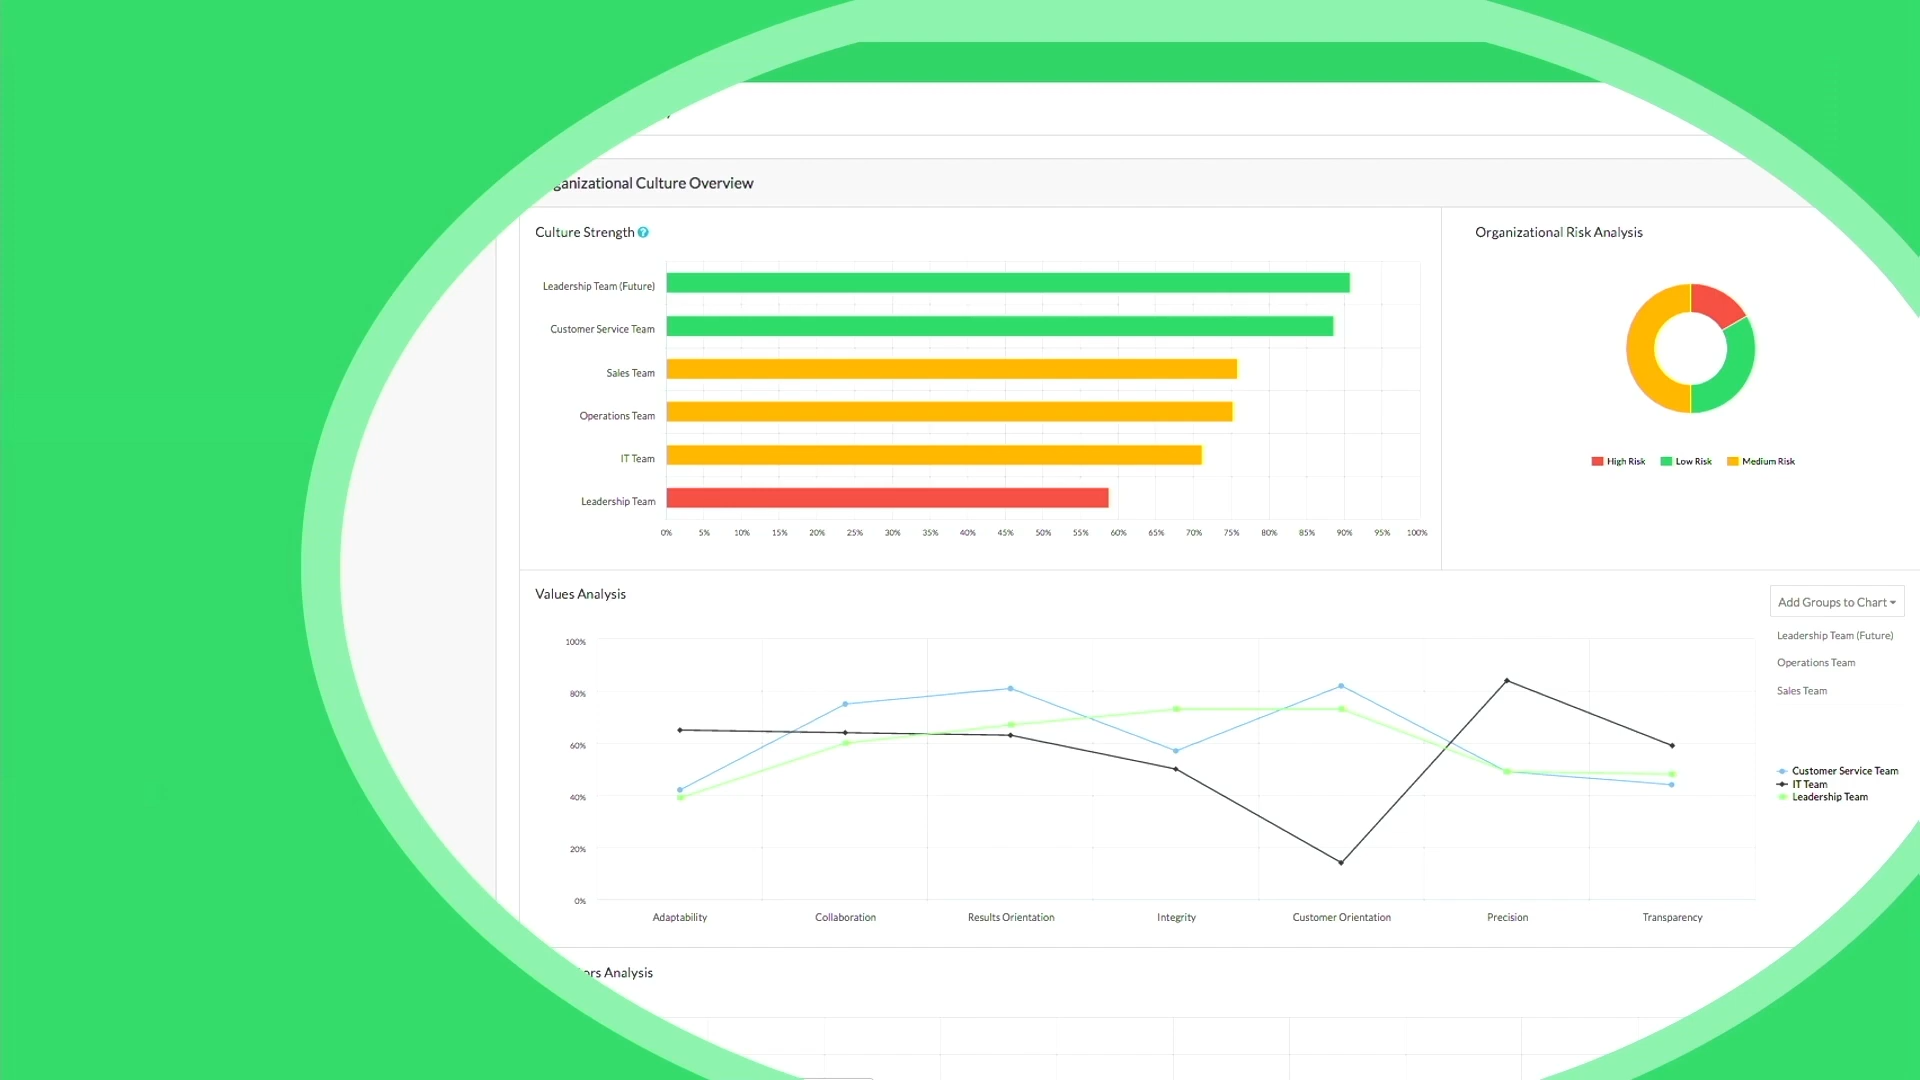 ganizational Culture Overview
Culture Strength ?
Organizational Risk Analysis
Leadership Team (Future)
Customer Service Team
Sales Team
Operations Team
IT Team
Leadership Team
0% 5% 10% 15% 20% 25% 30% 35% 40% 45% 50% 55% 60% 65% 70% 75% 80% 85% 90% 95% 100%
High Risk Low Risk Medium Risk
Values Analysis
Add Groups to Chart
Leadership Team (Future)
Operations Team
Sales Team
100%
80%
60%
40%
20%
0%
Customer Service Team
IT Team
Leadership Team
Adaptability Collaboration Results Orientation Integrity Customer Orientation Precision Transparency
ors Analysis